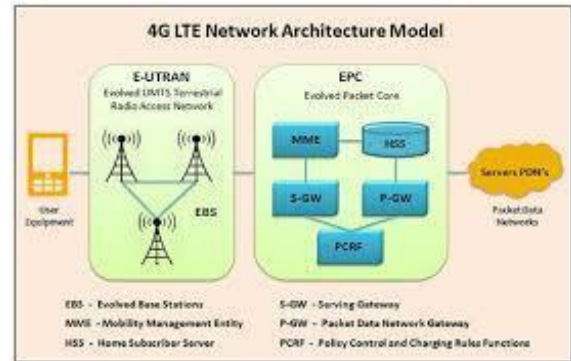 4G LTE Network Architecture Model
E-UTRAN
Evolved UMTS Terrestrial
Radio Access Network
EBS
EPC
Evolved Packet Core
MME
HSS
S-GW
P-GW
PCRF
User
Equipment
Servers PDN's
Packet Data
Networks
EBS - Evolved Base Stations
MME - Mobility Management Entity
HSS - Home Subscriber Server
S-GW - Serving Gateway
P-GW - Packet Data Network Gateway
PCRF - Policy Control and Charging Rules Functions